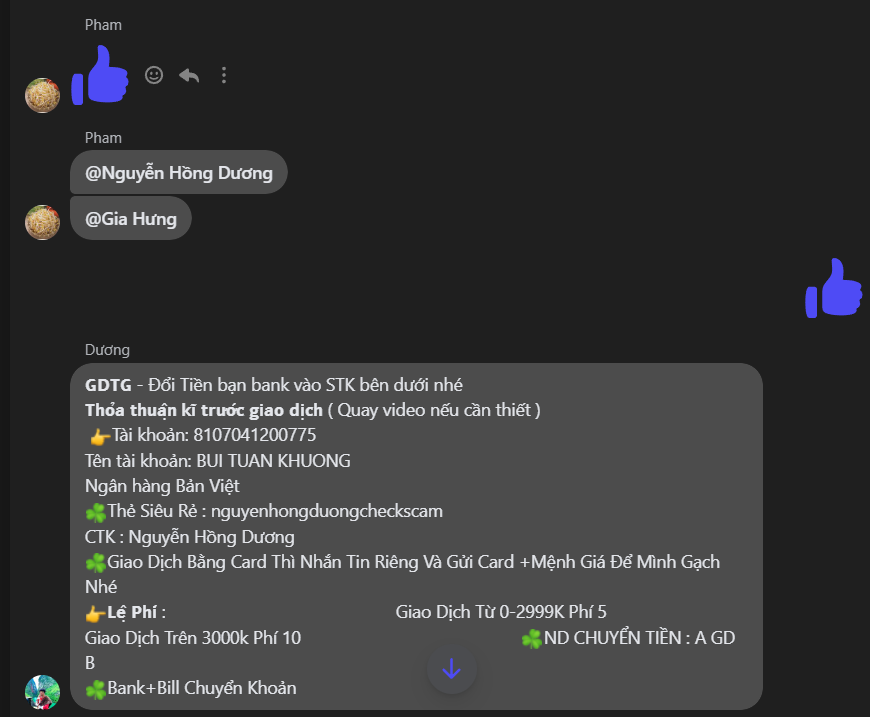 Pham
Pham
@Nguyễn Hồng Dương
@Gia Hưng
Dương
GDTG - Đổi Tiền bạn bank vào STK bên dưới nhé
Thỏa thuận kĩ trước giao dịch ( Quay video nếu cần thiết )
👉Tài khoản: 8107041200775
Tên tài khoản: BUI TUAN KHUONG
Ngân hàng Bản Việt
☘️Thẻ Siêu Rẻ : nguyenhongduongcheckscam
CTK : Nguyễn Hồng Dương
☘️Giao Dịch Bằng Card Thì Nhắn Tin Riêng Và Gửi Card +Mệnh Giá Để Mình Gạch
Nhé
👉Lệ Phí : Giao Dịch Từ 0-2999K Phí 5
Giao Dịch Trên 3000k Phí 10 ☘️ND CHUYỂN TIỀN : A GD
B
☘️Bank+Bill Chuyển Khoản